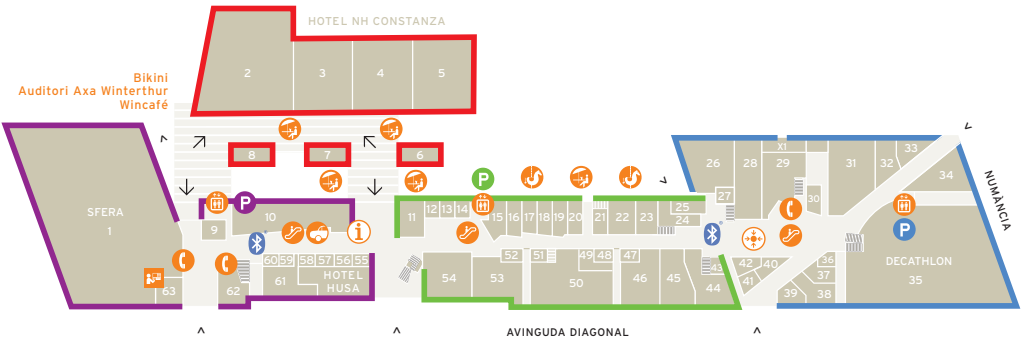 HOTEL NH CONSTANZA
2 3 4 5
Bikini
Auditori Axa Winterthur
Wincafé
8 7 6
SFERA
1
P
9 10
i
63 62
60 59 58 57 56 55
61
HOTEL
HUSA
P
11 12 13 14 15 16 17 18 19 20 21 22 23 24 25
54 53 52 51 50 49 48 47 46 45 44 43
26 27 28 X1 29 30 31 32 33 34
42 41 40 39 38 37 36
P
DECATHLON
35
NUMÀNCIA
AVINGUDA DIAGONAL